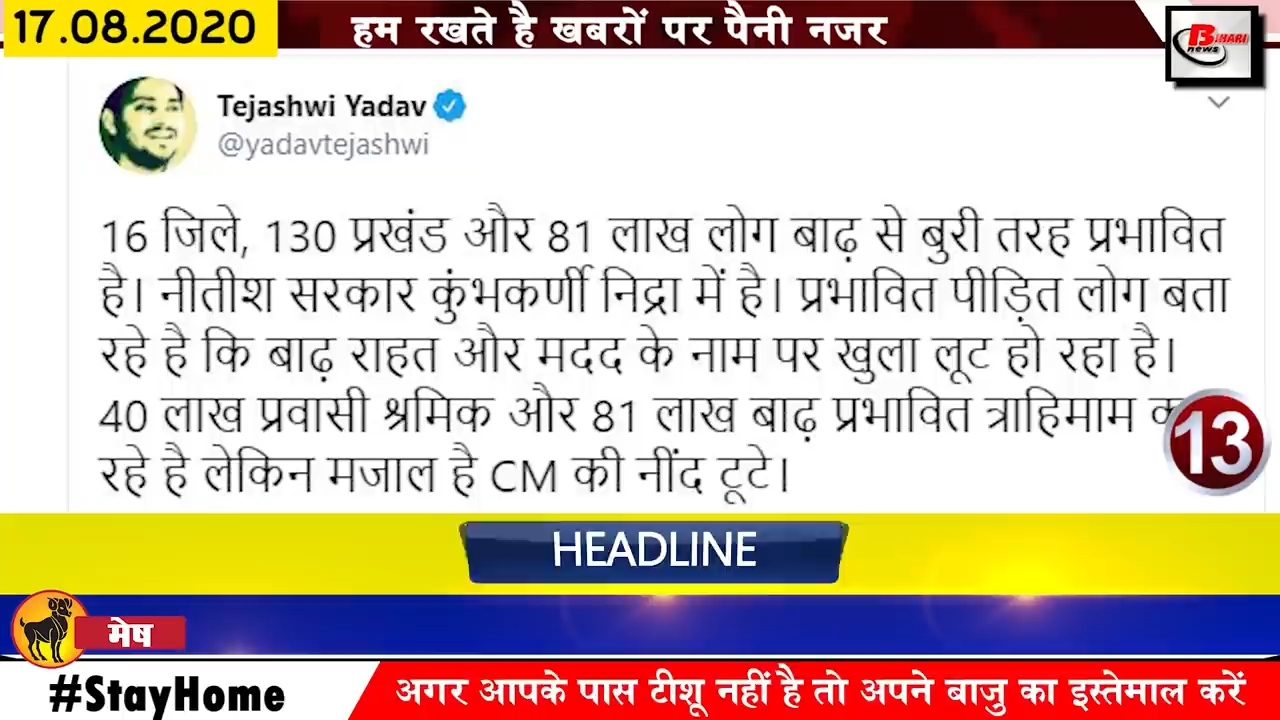 17.08.2020
हम रखते है खबरों पर पैनी नजर
BIHARI
news
Tejashwi Yadav
@yadavtejashwi
16 जिले, 130 प्रखंड और 81 लाख लोग बाढ़ से बुरी तरह प्रभावित
है। नीतीश सरकार कुंभकर्णी निद्रा में है। प्रभावित पीड़ित लोग बता
रहे है कि बाढ़ राहत और मदद के नाम पर खुला लूट हो रहा है।
40 लाख प्रवासी श्रमिक और 81 लाख बाढ़ प्रभावित त्राहिमाम
रहे है लेकिन मजाल है CM की नींद टूटे।
13
HEADLINE
मेष
#StayHome
अगर आपके पास टीशू नहीं है तो अपने बाजु का इस्तेमाल करें